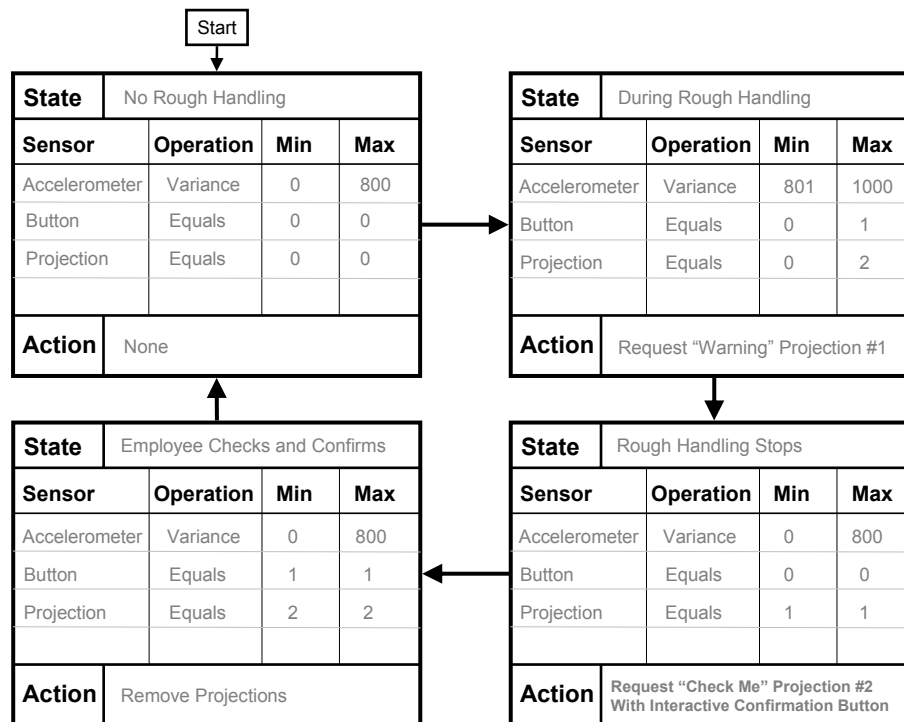 Start
State No Rough Handling
Sensor Operation Min Max
Accelerometer Variance 0 800
Button Equals 0 0
Projection Equals 0 0
Action None
State During Rough Handling
Sensor Operation Min Max
Accelerometer Variance 801 1000
Button Equals 0 1
Projection Equals 0 2
Action Request “Warning” Projection #1
State Rough Handling Stops
Sensor Operation Min Max
Accelerometer Variance 0 800
Button Equals 0 0
Projection Equals 1 1
Action Request “Check Me” Projection #2
With Interactive Confirmation Button
State Employee Checks and Confirms
Sensor Operation Min Max
Accelerometer Variance 0 800
Button Equals 1 1
Projection Equals 2 2
Action Remove Projections